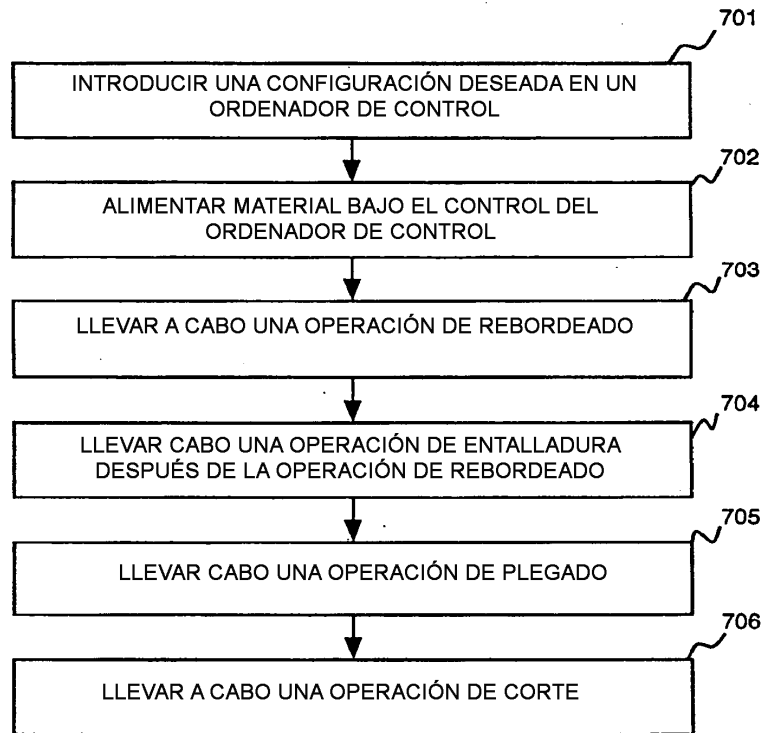 701
INTRODUCIR UNA CONFIGURACIÓN DESEADA EN UN
ORDENADOR DE CONTROL
702
ALIMENTAR MATERIAL BAJO EL CONTROL DEL
ORDENADOR DE CONTROL
703
LLEVAR A CABO UNA OPERACIÓN DE REBORDEADO
704
LLEVAR CABO UNA OPERACIÓN DE ENTALLADURA
DESPUÉS DE LA OPERACIÓN DE REBORDEADO
705
LLEVAR CABO UNA OPERACIÓN DE PLEGADO
706
LLEVAR A CABO UNA OPERACIÓN DE CORTE